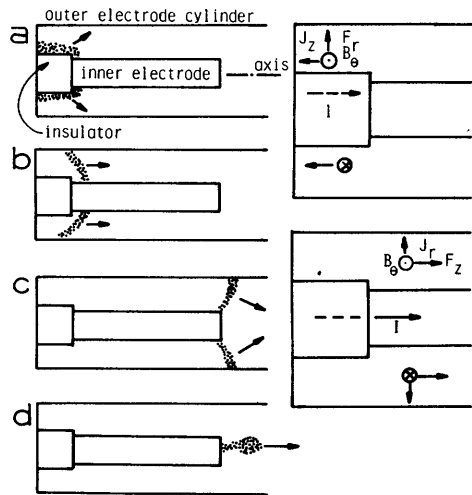 outer electrode cylinder
a
inner electrode
axis
insulator
b
c
d
J_z F_r
B_θ
I
J_r
B_θ F_z
I